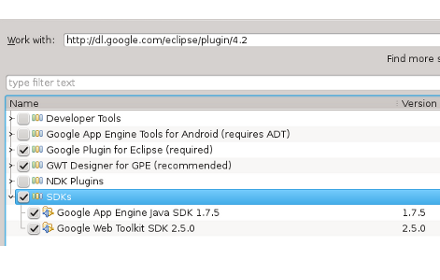 Work with: http://dl.google.com/eclipse/plugin/4.2
Find more s
type filter text
Name Version
Developer Tools
Google App Engine Tools for Android (requires ADT)
Google Plugin for Eclipse (required)
GWT Designer for GPE (recommended)
NDK Plugins
SDKs
Google App Engine Java SDK 1.7.5 1.7.5
Google Web Toolkit SDK 2.5.0 2.5.0